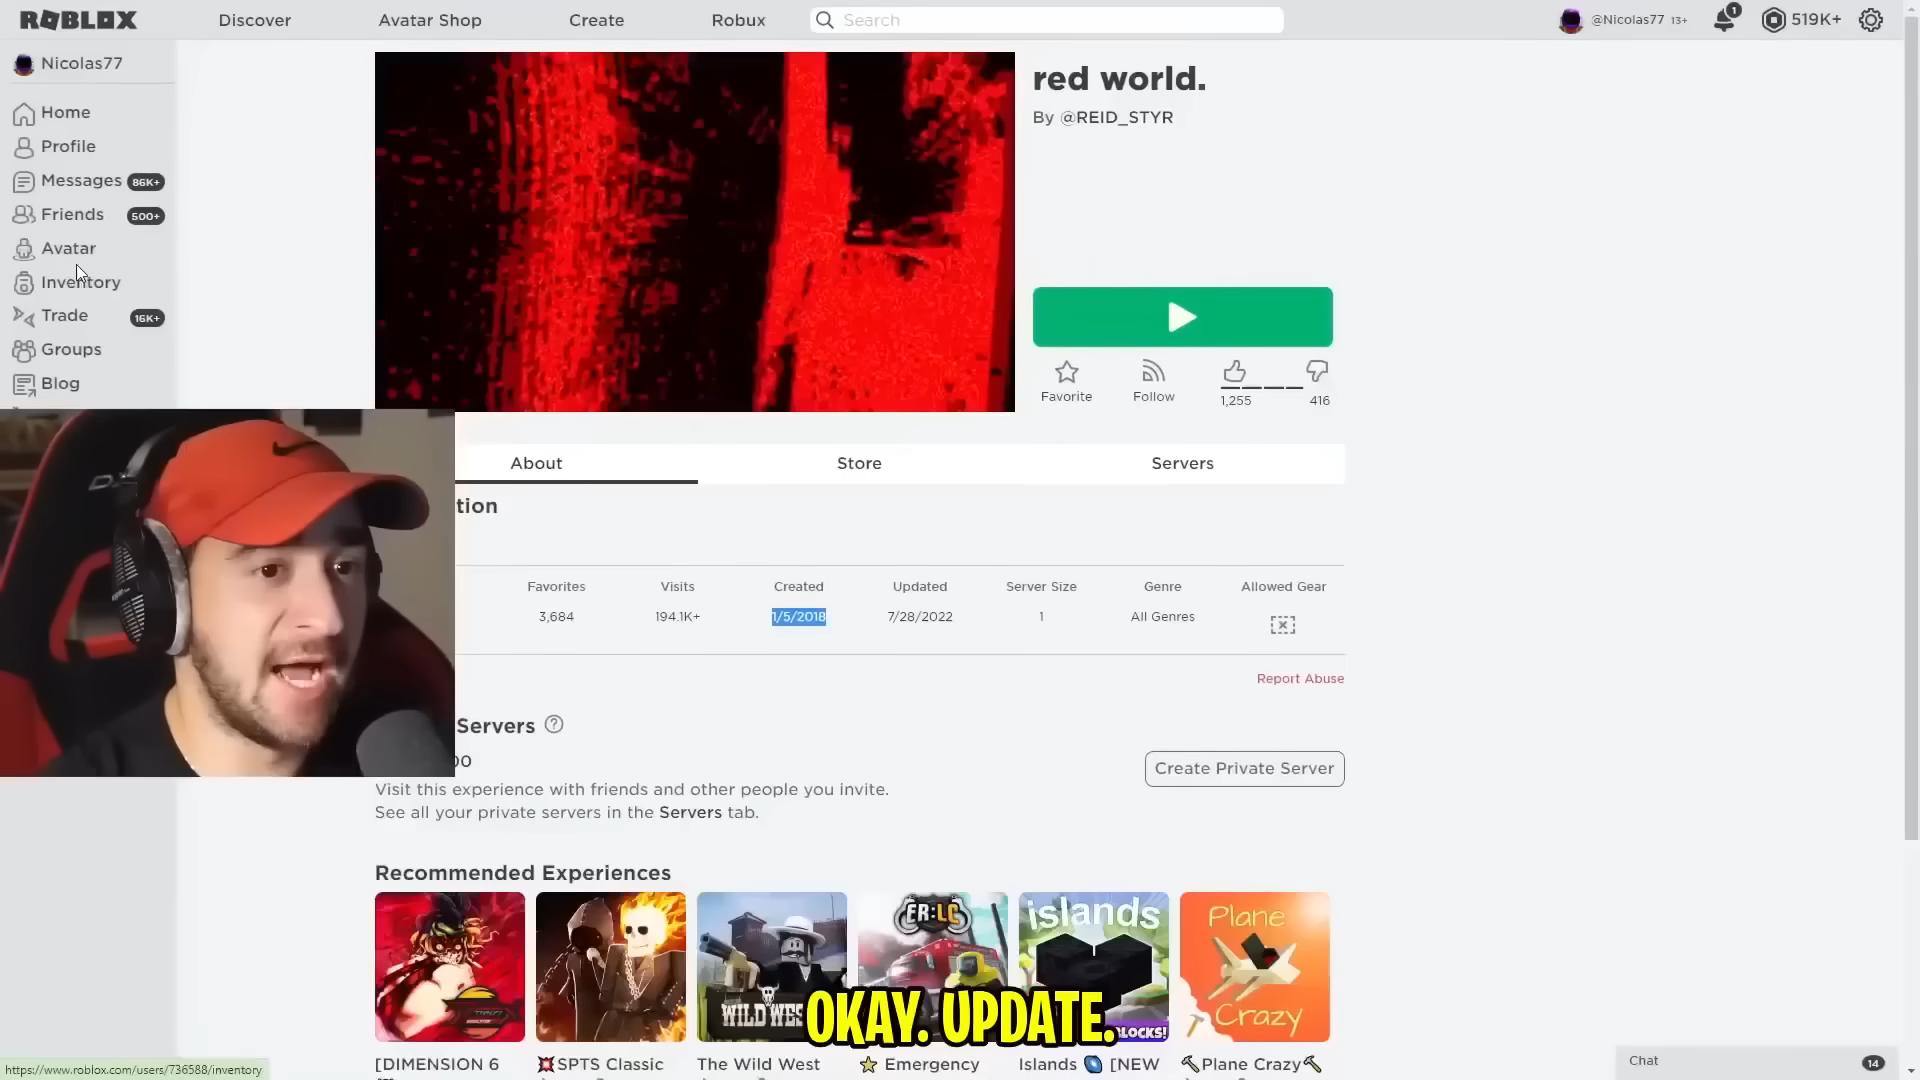 ROBLOX
Discover
Avatar Shop
Create
Robux
Search
@Nicolas77 13+
1
519K+
Nicolas77
Home
Profile
Messages 86K+
Friends 500+
Avatar
Inventory
Trade 16K+
Groups
Blog
red world.
By @REID_STYR
Favorite
Follow
1,255
416
About
Store
Servers
tion
Favorites Visits Created Updated Server Size Genre Allowed Gear
3,684 194.1K+ 1/5/2018 7/28/2022 1 All Genres
Report Abuse
Servers
00
Create Private Server
Visit this experience with friends and other people you invite.
See all your private servers in the Servers tab.
Recommended Experiences
WILD WES
ER:LC
islands
BLOCKS!
Plane
Crazy
OKAY. UPDATE.
[DIMENSION 6
💥SPTS Classic
The Wild West
⭐ Emergency
Islands [NEW
🔨Plane Crazy🔨
https://www.roblox.com/users/736588/inventory
Chat 14